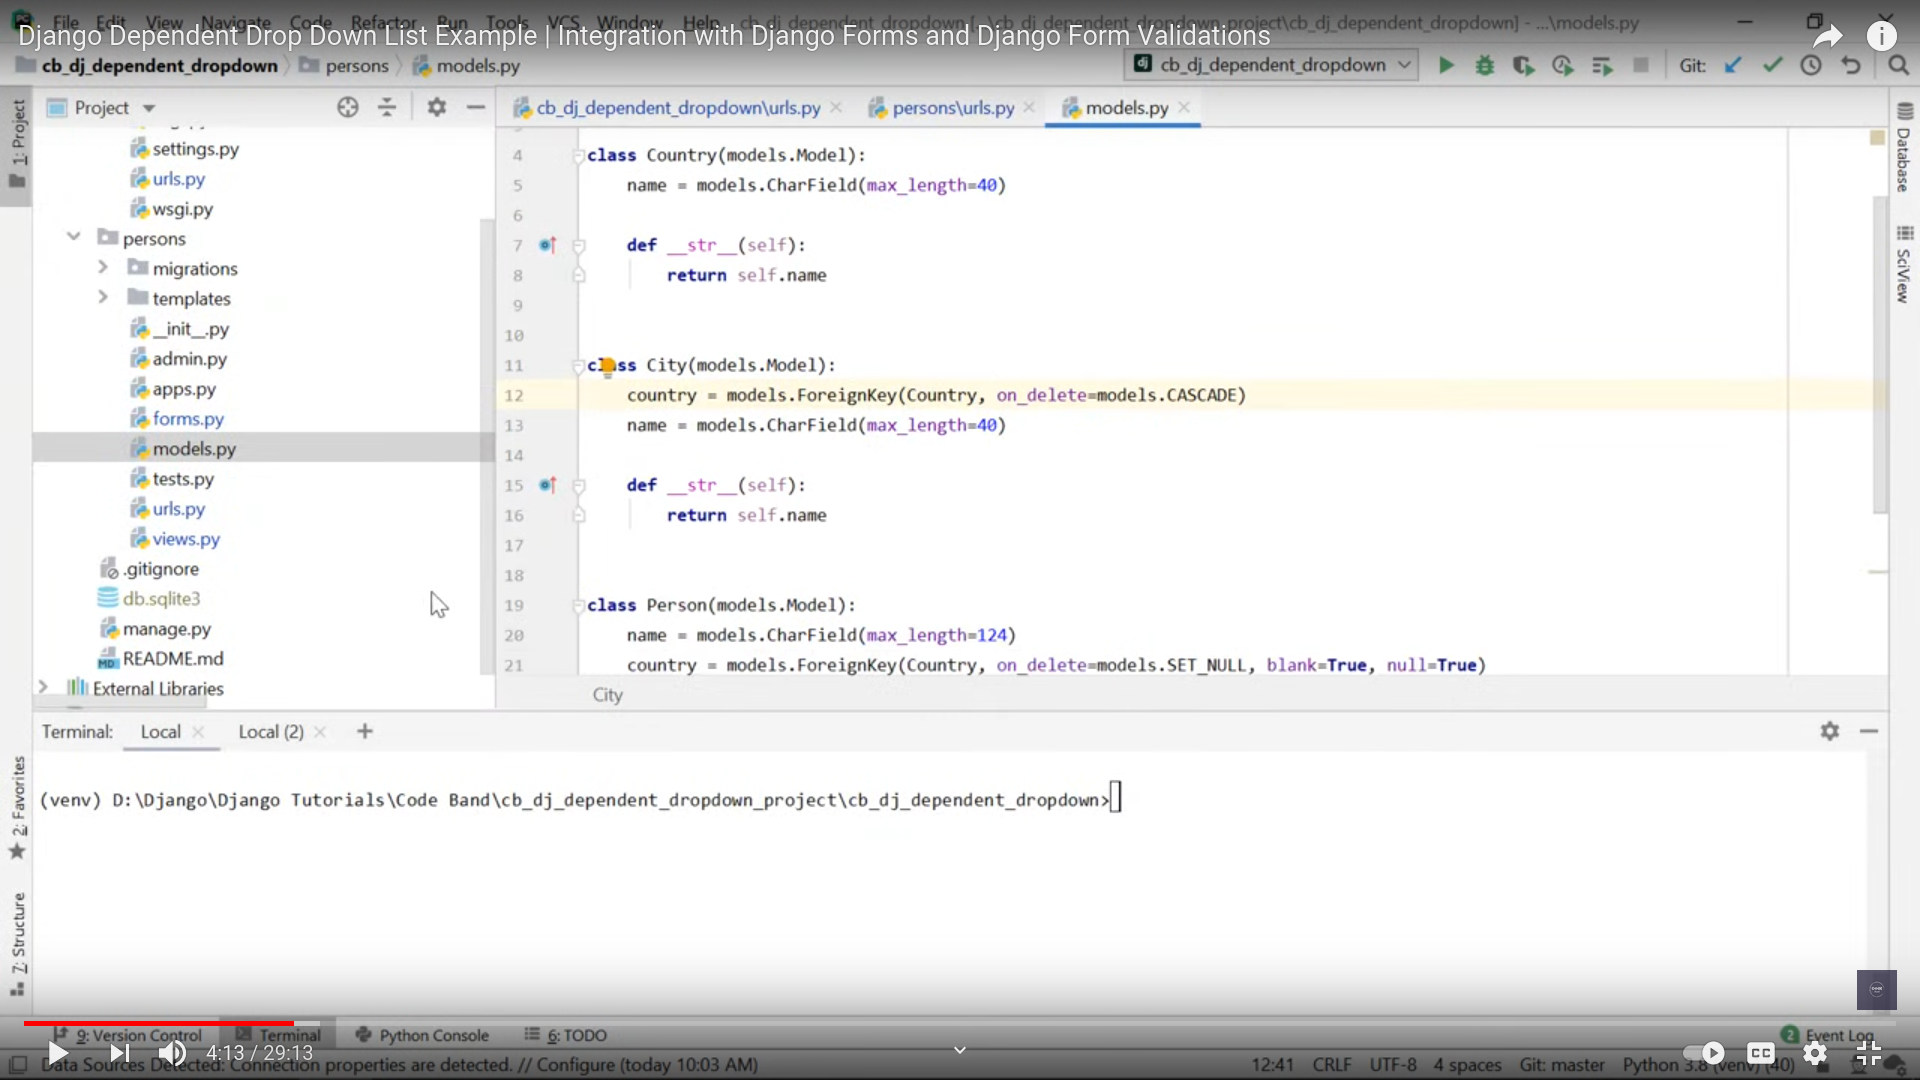 File Edit View Navigate Code Refactor Run Tools VCS Window Help cb_dj_dependent_dropdown [...\cb_dj_dependent_dropdown_project\cb_dj_dependent_dropdown] - ...\models.py
Django Dependent Drop Down List Example | Integration with Django Forms and Django Form Validations
cb_dj_dependent_dropdown persons models.py
cb_dj_dependent_dropdown
Git:
1: Project
Project
settings.py
urls.py
wsgi.py
persons
migrations
templates
__init__.py
admin.py
apps.py
forms.py
models.py
tests.py
urls.py
views.py
.gitignore
db.sqlite3
manage.py
README.md
External Libraries
cb_dj_dependent_dropdown\urls.py persons\urls.py models.py
4 class Country(models.Model):
5 name = models.CharField(max_length=40)
6
7 def __str__(self):
8 return self.name
9
10
11 class City(models.Model):
12 country = models.ForeignKey(Country, on_delete=models.CASCADE)
13 name = models.CharField(max_length=40)
14
15 def __str__(self):
16 return self.name
17
18
19 class Person(models.Model):
20 name = models.CharField(max_length=124)
21 country = models.ForeignKey(Country, on_delete=models.SET_NULL, blank=True, null=True)
City
Database
SciView
Terminal: Local Local (2)
(venv) D:\Django\Django Tutorials\Code Band\cb_dj_dependent_dropdown_project\cb_dj_dependent_dropdown>
2: Favorites
7: Structure
9: Version Control Terminal Python Console 6: TODO
2 Event Log
4:13 / 29:13
CC
Data Sources Detected: Connection properties are detected. // Configure (today 10:03 AM)
12:41 CRLF UTF-8 4 spaces Git: master Python 3.8 (venv) (40)